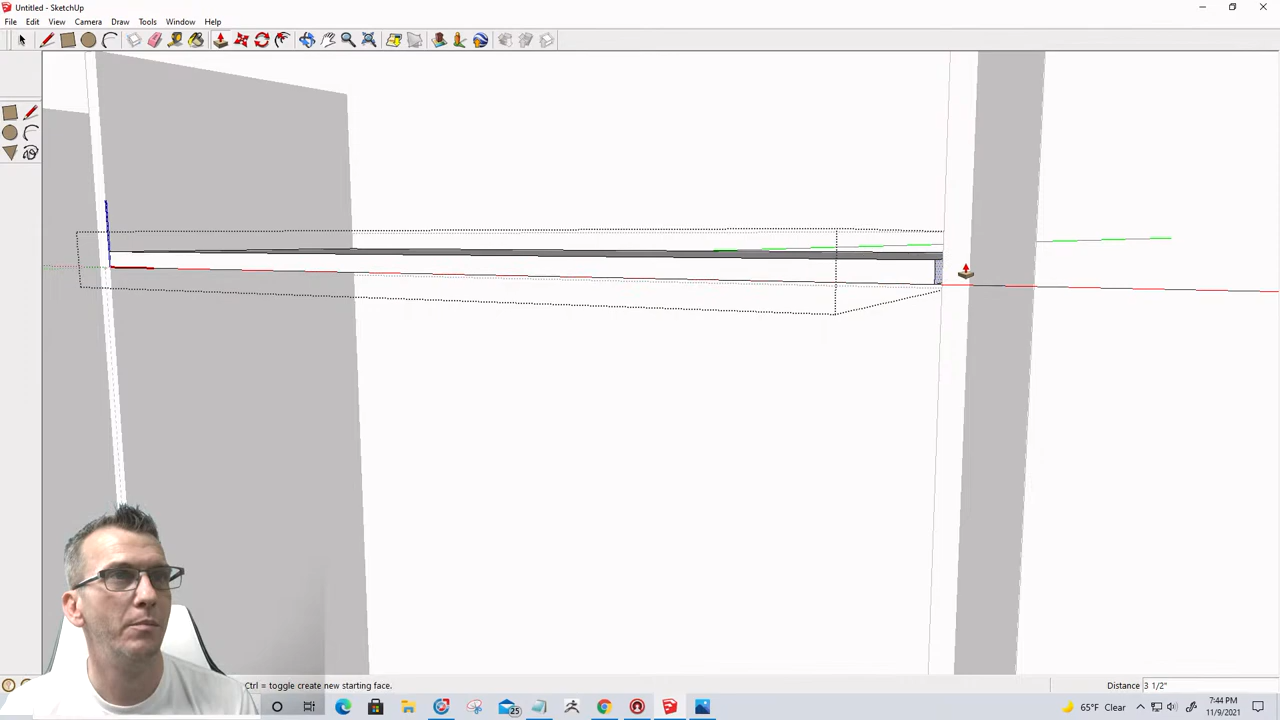 Untitled - SketchUp
File Edit View Camera Draw Tools Window Help
Ctrl = toggle create new starting face.
Distance 3 1/2"
25
65°F Clear
7:44 PM
11/9/2021